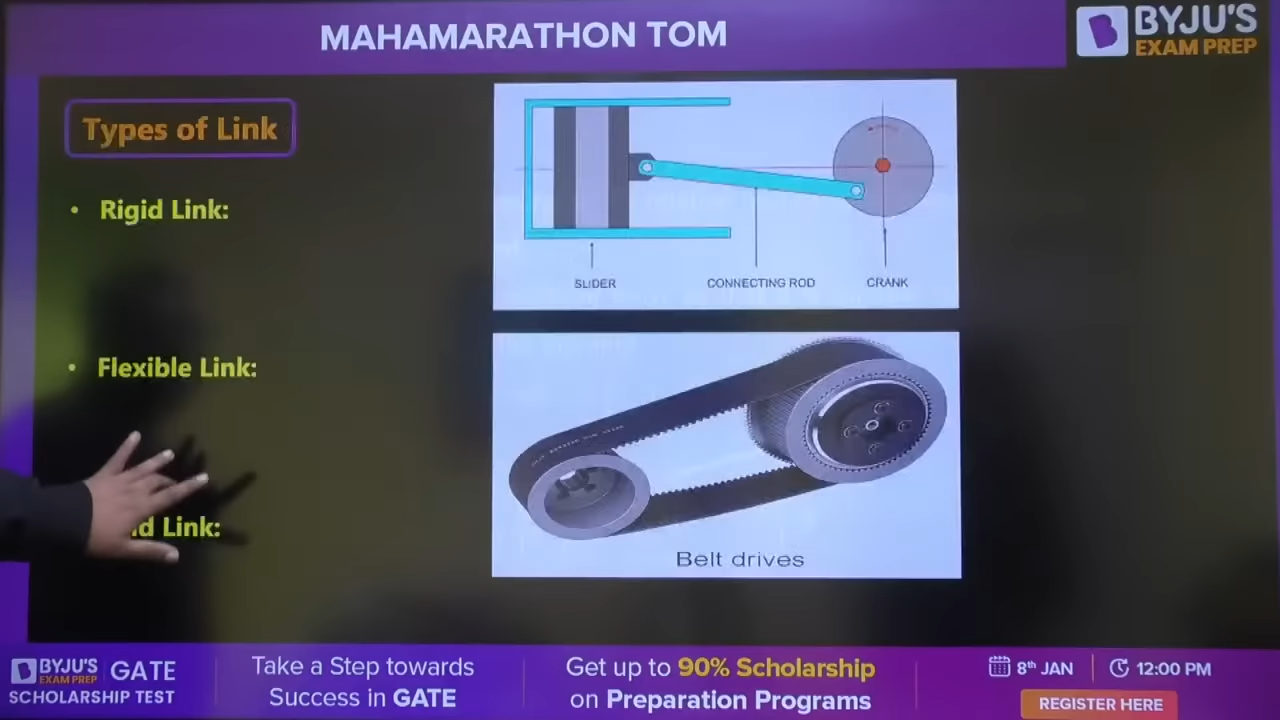 MAHAMARATHON TOM
BYJU'S
EXAM PREP
Types of Link
• Rigid Link:
SLIDER
CONNECTING ROD
CRANK
• Flexible Link:
Link:
Belt drives
BYJU'S
EXAM PREP
GATE
SCHOLARSHIP TEST
Take a Step towards
Success in GATE
Get up to 90% Scholarship
on Preparation Programs
8th JAN
12:00 PM
REGISTER HERE